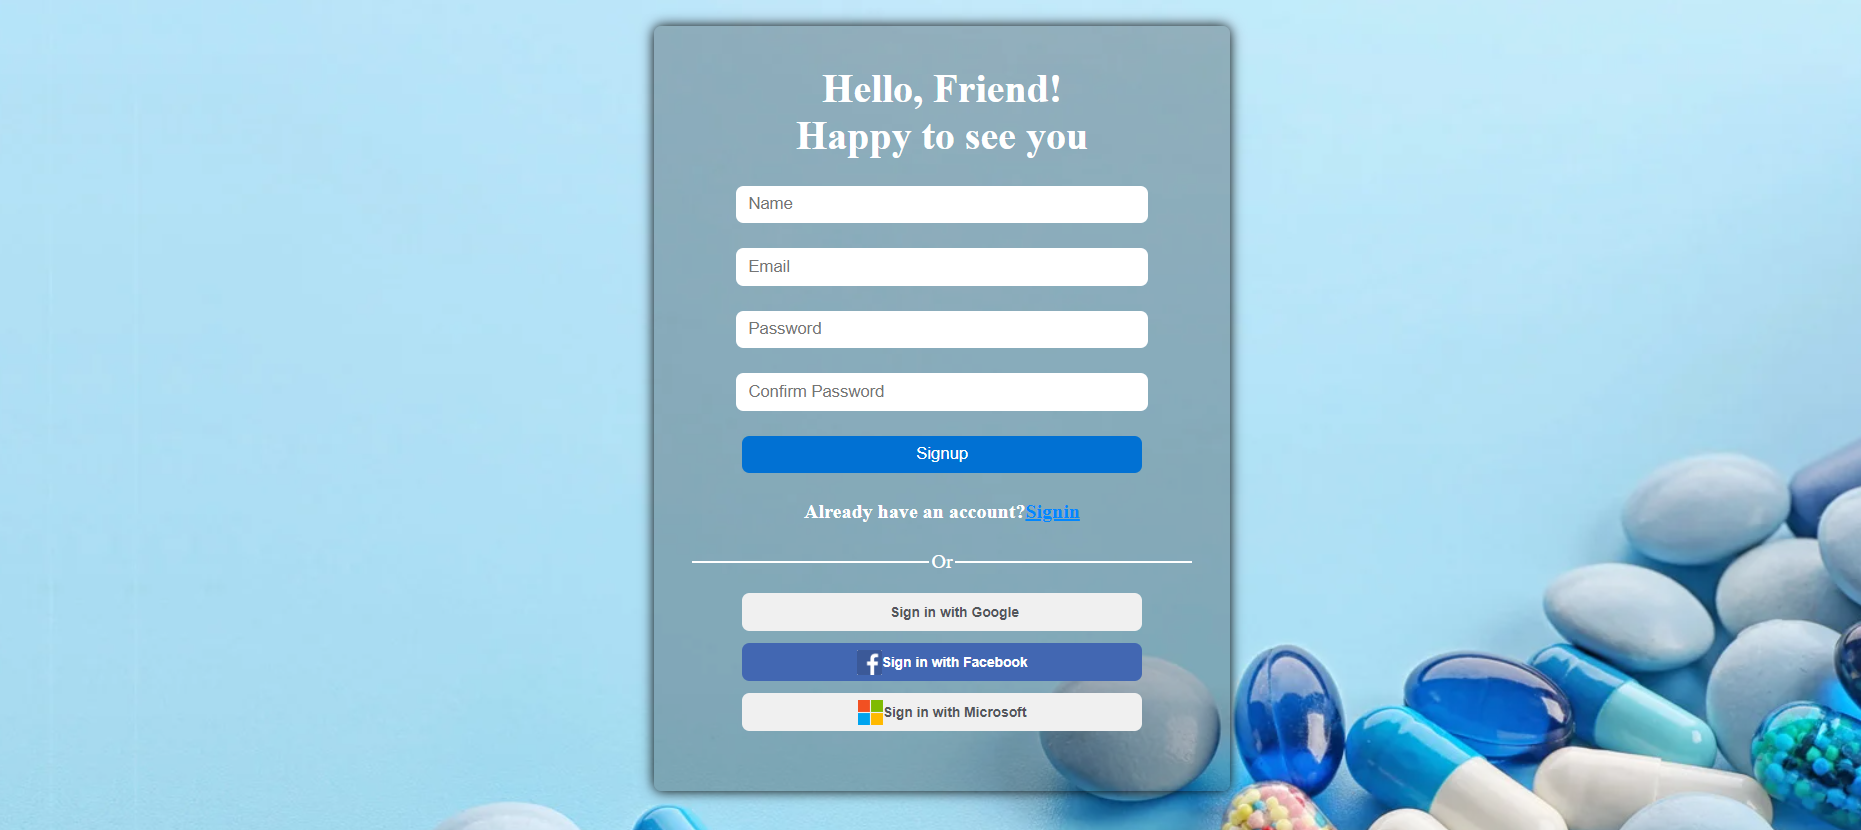 Hello, Friend!
Happy to see you
Name
Email
Password
Confirm Password
Signup
Already have an account?Signin
Or
Sign in with Google
Sign in with Facebook
Sign in with Microsoft